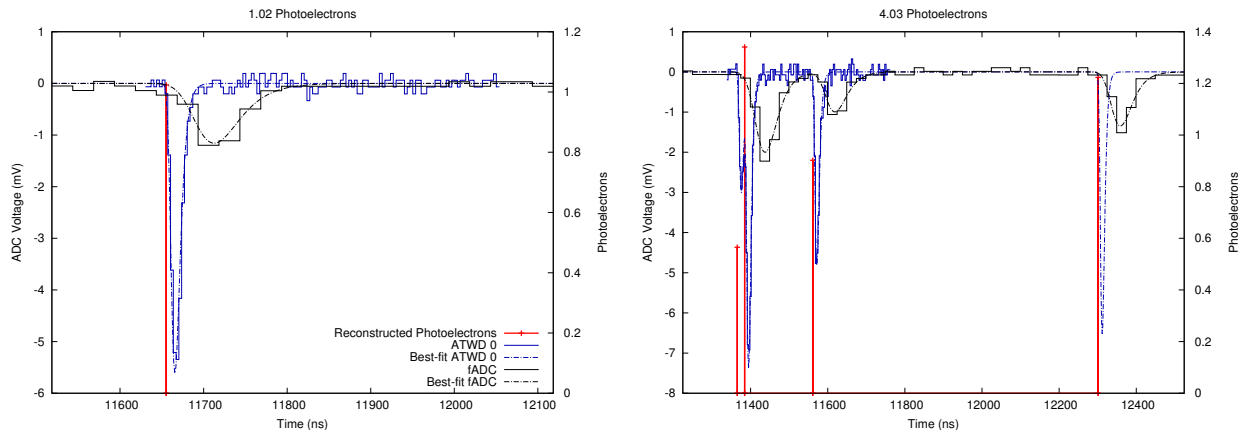 1.02 Photoelectrons
1
0
-1
-2
-3
-4
-5
-6
ADC Voltage (mV)
11600 11700 11800 11900 12000 12100
Time (ns)
1.2
1
0.8
0.6
0.4
0.2
0
Photoelectrons
Reconstructed Photoelectrons
ATWD 0
Best-fit ATWD 0
fADC
Best-fit fADC
4.03 Photoelectrons
1
0
-1
-2
-3
-4
-5
-6
-7
-8
ADC Voltage (mV)
11400 11600 11800 12000 12200 12400
Time (ns)
1.4
1.2
1
0.8
0.6
0.4
0.2
0
Photoelectrons